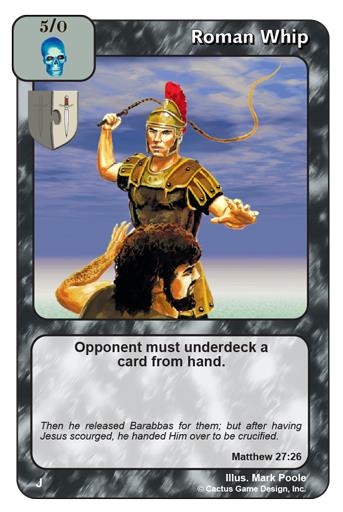 5/0
Roman Whip
Opponent must underdeck a
card from hand.
Then he released Barabbas for them; but after having
Jesus scourged, he handed Him over to be crucified.
Matthew 27:26
J
Illus. Mark Poole
© Cactus Game Design, Inc.